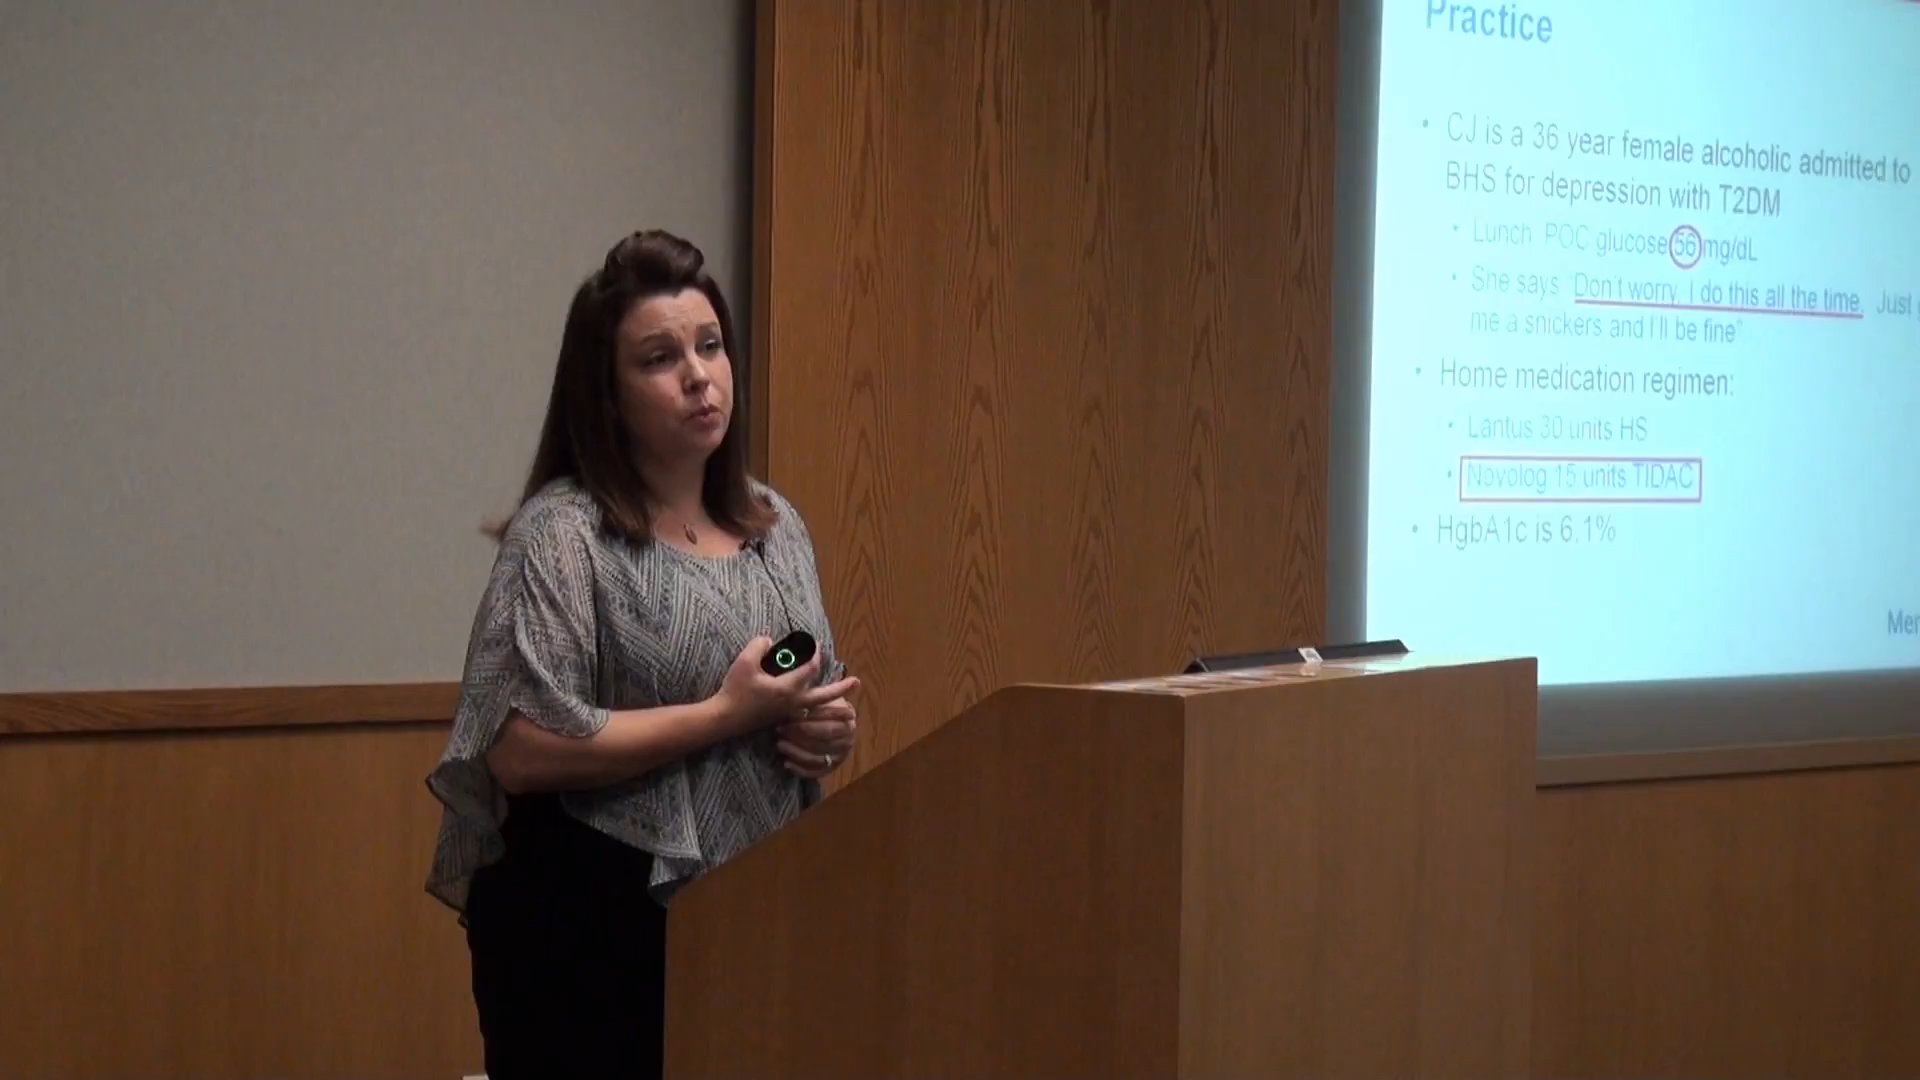 Practice
• CJ is a 36 year female alcoholic admitted to
BHS for depression with T2DM
• Lunch POC glucose 56 mg/dL
• She says "Don't worry, I do this all the time. Just
me a snickers and I'll be fine"
• Home medication regimen:
• Lantus 30 units HS
• Novolog 15 units TIDAC
• HgbA1c is 6.1%